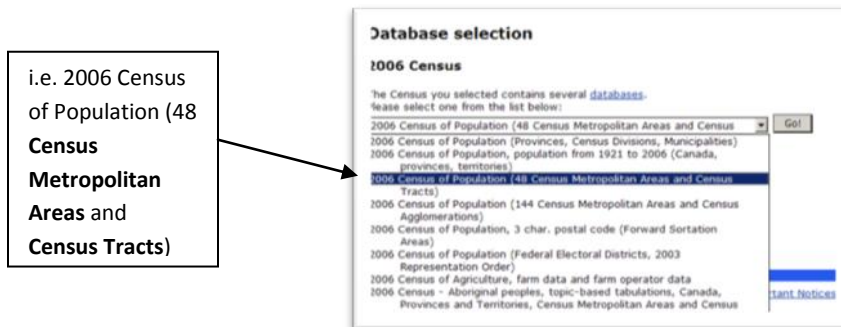 i.e. 2006 Census
of Population (48
Census
Metropolitan
Areas and
Census Tracts)
Database selection
2006 Census
The Census you selected contains several databases.
Please select one from the list below:
2006 Census of Population (48 Census Metropolitan Areas and Census
Go!
2006 Census of Population (Provinces, Census Divisions, Municipalities)
2006 Census of Population, population from 1921 to 2006 (Canada,
provinces, territories)
2006 Census of Population (48 Census Metropolitan Areas and Census
Tracts)
2006 Census of Population (144 Census Metropolitan Areas and Census
Agglomerations)
2006 Census of Population, 3 char. postal code (Forward Sortation
Areas)
2006 Census of Population (Federal Electoral Districts, 2003
Representation Order)
2006 Census of Agriculture, farm data and farm operator data
2006 Census - Aboriginal peoples, topic-based tabulations, Canada,
Provinces and Territories, Census Metropolitan Areas and Census
tant Notices